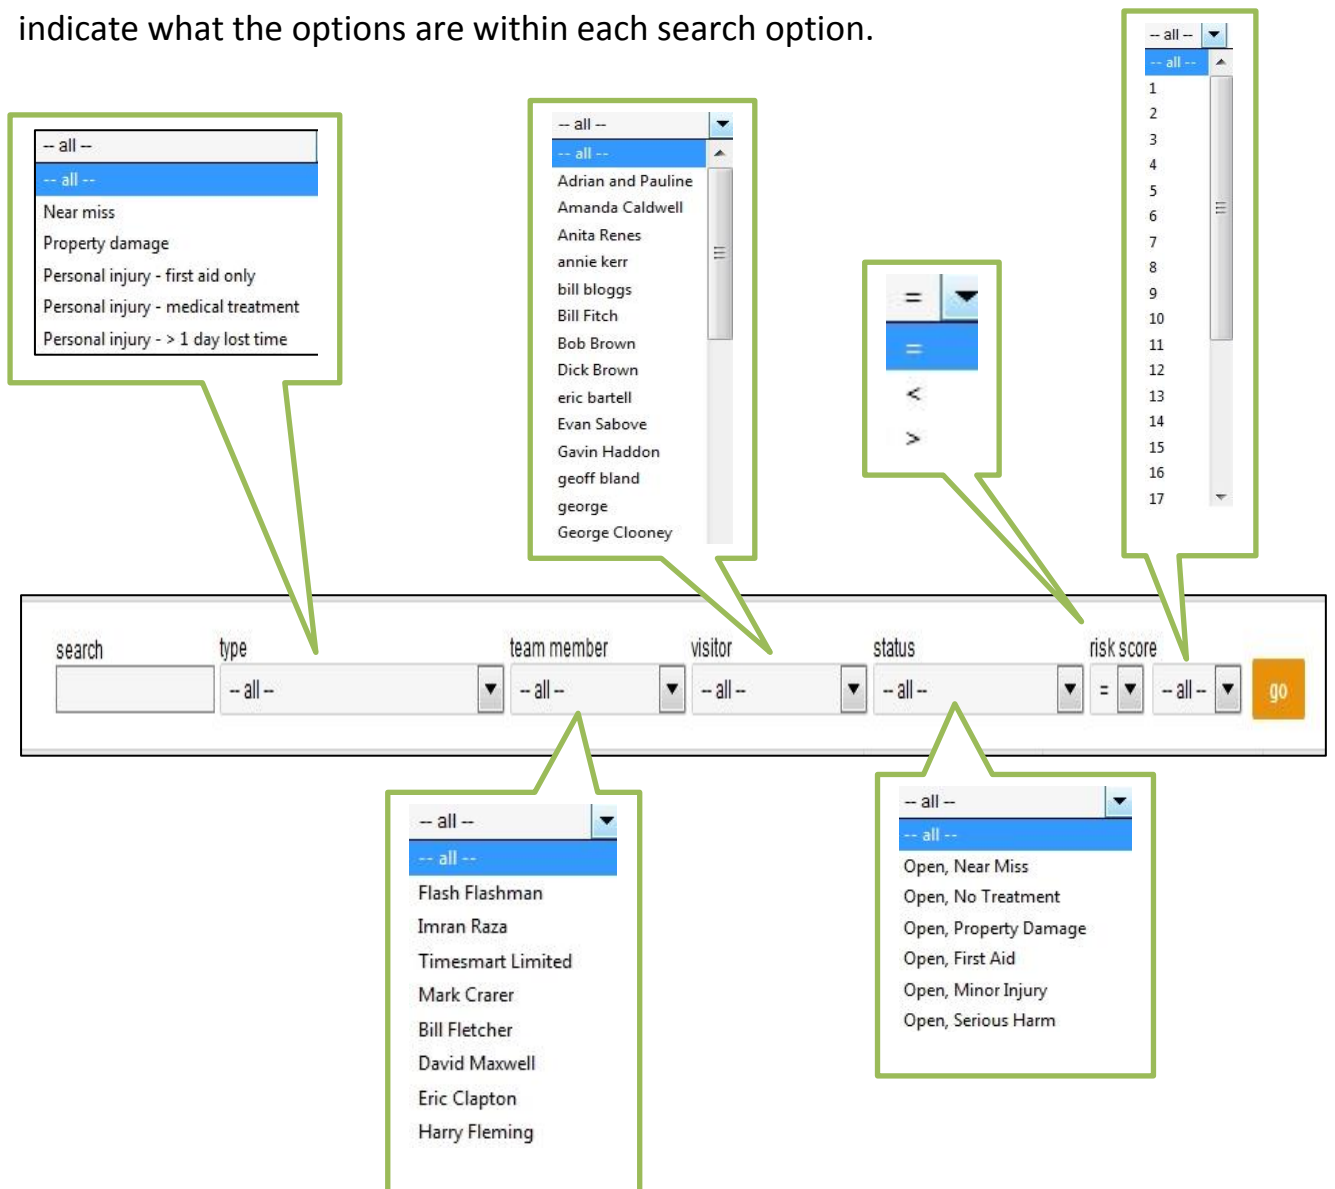 indicate what the options are within each search option.
-- all --
-- all --
Near miss
Property damage
Personal injury - first aid only
Personal injury - medical treatment
Personal injury - > 1 day lost time
-- all --
-- all --
Adrian and Pauline
Amanda Caldwell
Anita Renes
annie kerr
bill bloggs
Bill Fitch
Bob Brown
Dick Brown
eric bartell
Evan Sabove
Gavin Haddon
geoff bland
george
George Clooney
=
=
<
>
-- all --
-- all --
1
2
3
4
5
6
7
8
9
10
11
12
13
14
15
16
17
search type team member visitor status risk score
-- all -- -- all -- -- all -- -- all -- = -- all -- go
-- all --
-- all --
Flash Flashman
Imran Raza
Timesmart Limited
Mark Crarer
Bill Fletcher
David Maxwell
Eric Clapton
Harry Fleming
-- all --
-- all --
Open, Near Miss
Open, No Treatment
Open, Property Damage
Open, First Aid
Open, Minor Injury
Open, Serious Harm